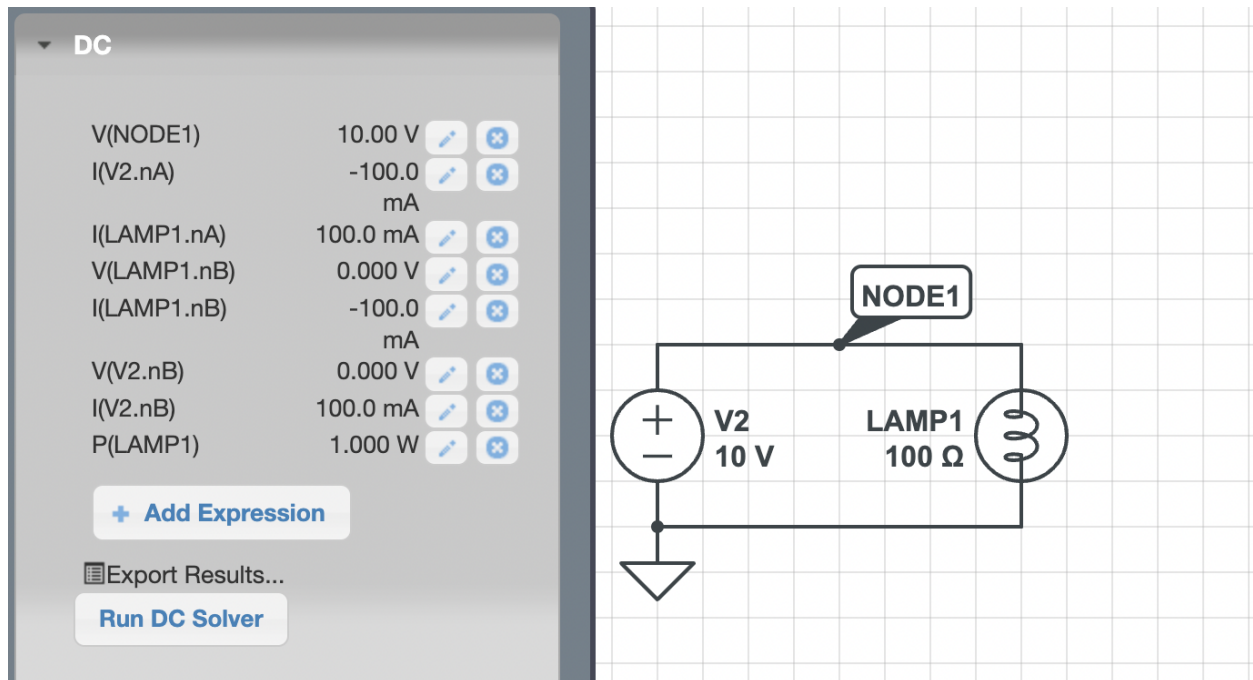 DC
V(NODE1) 10.00 V
I(V2.nA) -100.0
mA
I(LAMP1.nA) 100.0 mA
V(LAMP1.nB) 0.000 V
I(LAMP1.nB) -100.0
mA
V(V2.nB) 0.000 V
I(V2.nB) 100.0 mA
P(LAMP1) 1.000 W
+ Add Expression
Export Results...
Run DC Solver
NODE1
V2
10 V
LAMP1
100 Ω